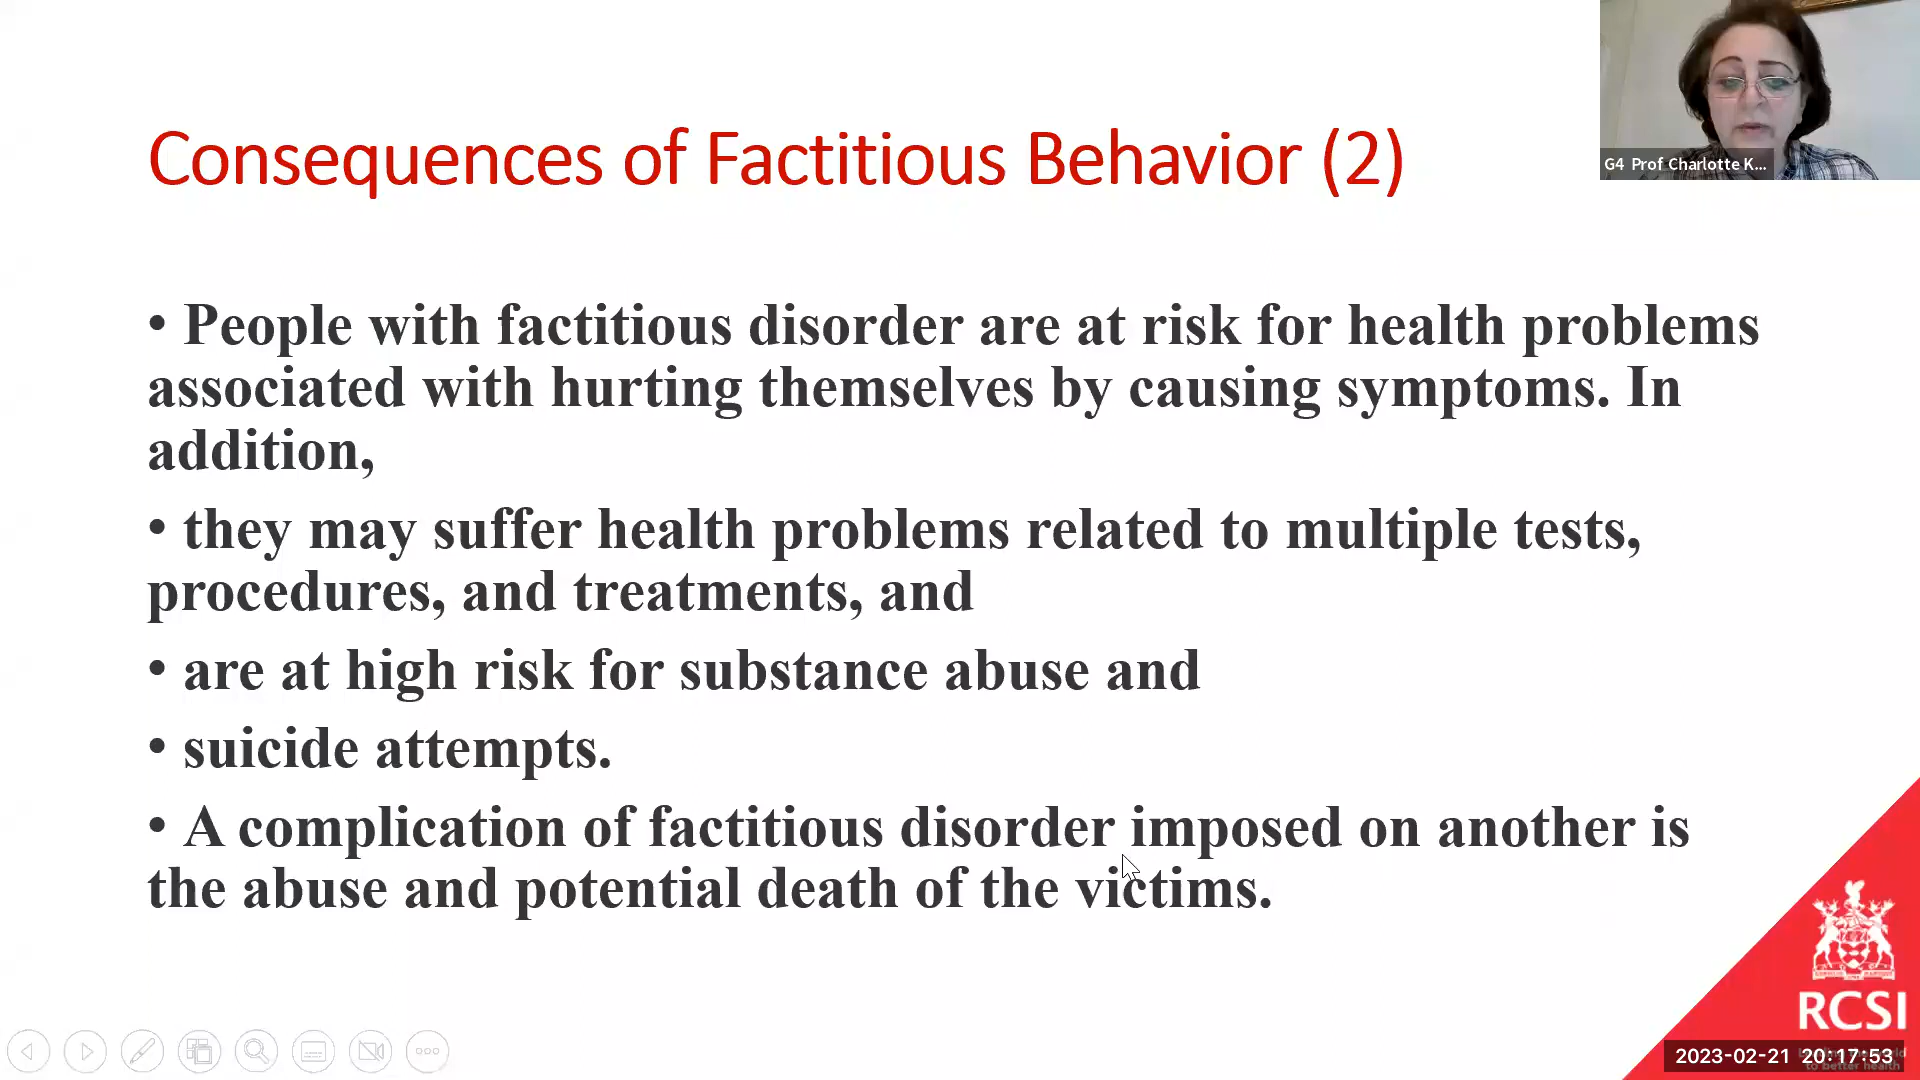 Consequences of Factitious Behavior (2)
G4 Prof Charlotte K...
• People with factitious disorder are at risk for health problems
associated with hurting themselves by causing symptoms. In
addition,
• they may suffer health problems related to multiple tests,
procedures, and treatments, and
• are at high risk for substance abuse and
• suicide attempts.
• A complication of factitious disorder imposed on another is
the abuse and potential death of the victims.
RCSI
2023-02-21 20:17:53
to better health